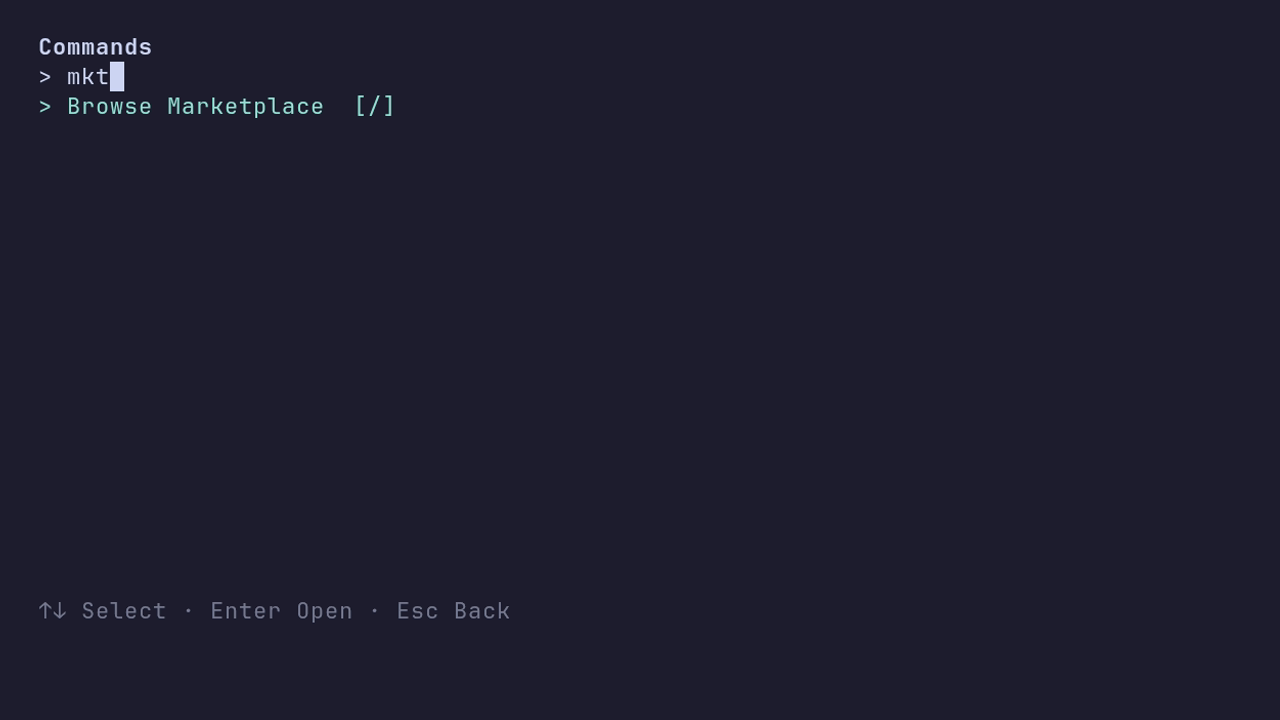 Commands
> mkt
> Browse Marketplace  [/]
↑↓ Select · Enter Open · Esc Back